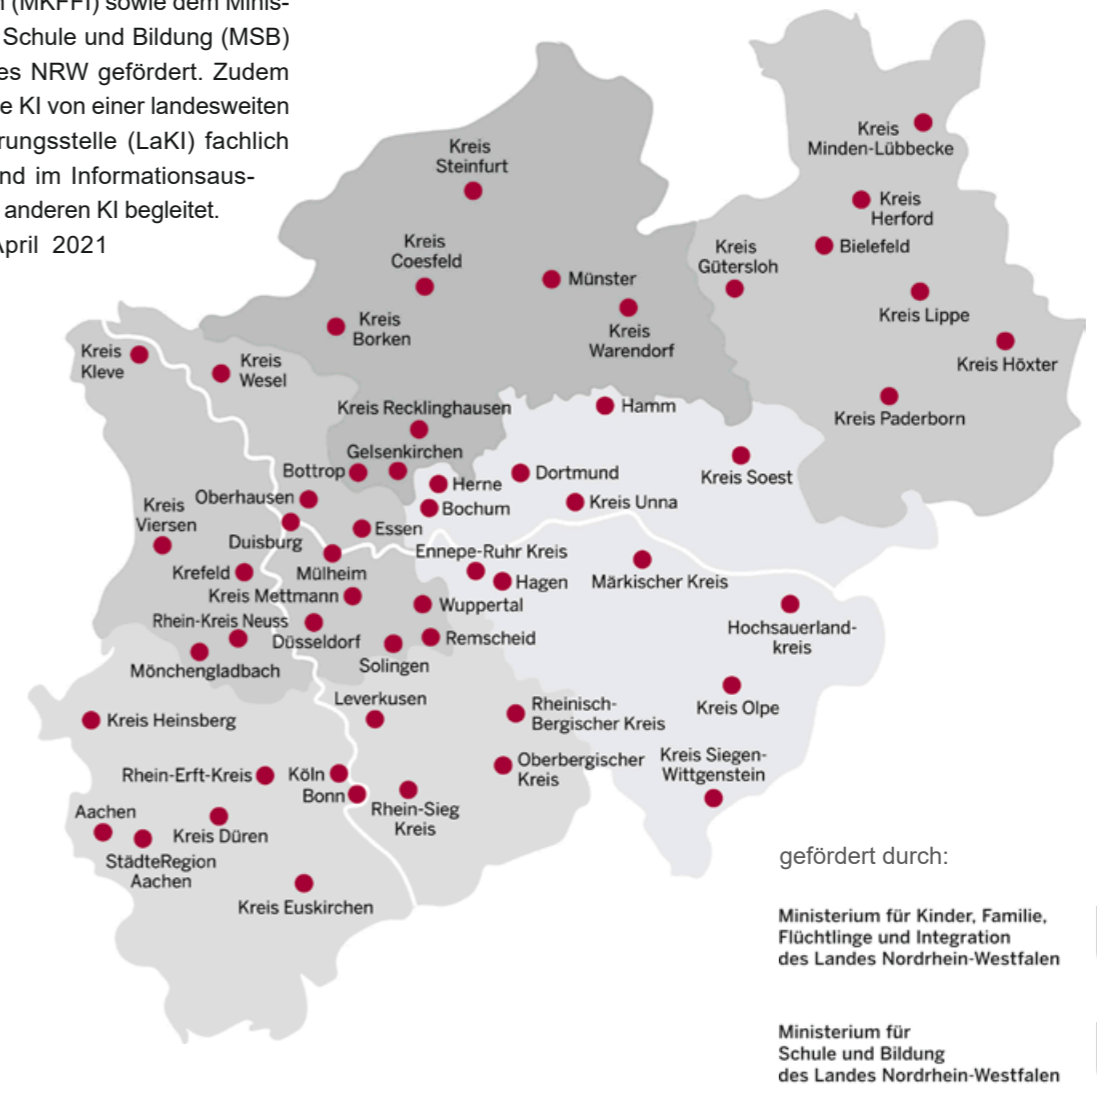 (MKFFI) sowie dem Minis-
Schule und Bildung (MSB)
NRW gefördert. Zudem
KI von einer landesweiten
(LaKI) fachlich
im Informationsaus-
anderen KI begleitet.
April 2021
Kreis
Minden-Lübbecke
Kreis
Steinfurt
Kreis
Herford
Kreis
Coesfeld
Bielefeld
Kreis
Gütersloh
Münster
Kreis Lippe
Kreis
Borken
Kreis
Warendorf
Kreis Höxter
Kreis
Kleve
Kreis
Wesel
Kreis Recklinghausen
Hamm
Kreis Paderborn
Gelsenkirchen
Bottrop
Dortmund
Kreis Soest
Herne
Oberhausen
Kreis Unna
Bochum
Kreis
Viersen
Essen
Duisburg
Ennepe-Ruhr Kreis
Krefeld
Mülheim
Hagen
Märkischer Kreis
Kreis Mettmann
Wuppertal
Rhein-Kreis Neuss
Düsseldorf
Remscheid
Hochsauerland-
kreis
Mönchengladbach
Solingen
Leverkusen
Rheinisch-
Bergischer Kreis
Kreis Olpe
Kreis Heinsberg
Oberbergischer
Kreis
Kreis Siegen-
Wittgenstein
Rhein-Erft-Kreis
Köln
Bonn
Rhein-Sieg
Kreis
Aachen
Kreis Düren
StädteRegion
Aachen
Kreis Euskirchen
gefördert durch:
Ministerium für Kinder, Familie,
Flüchtlinge und Integration
des Landes Nordrhein-Westfalen
Ministerium für
Schule und Bildung
des Landes Nordrhein-Westfalen